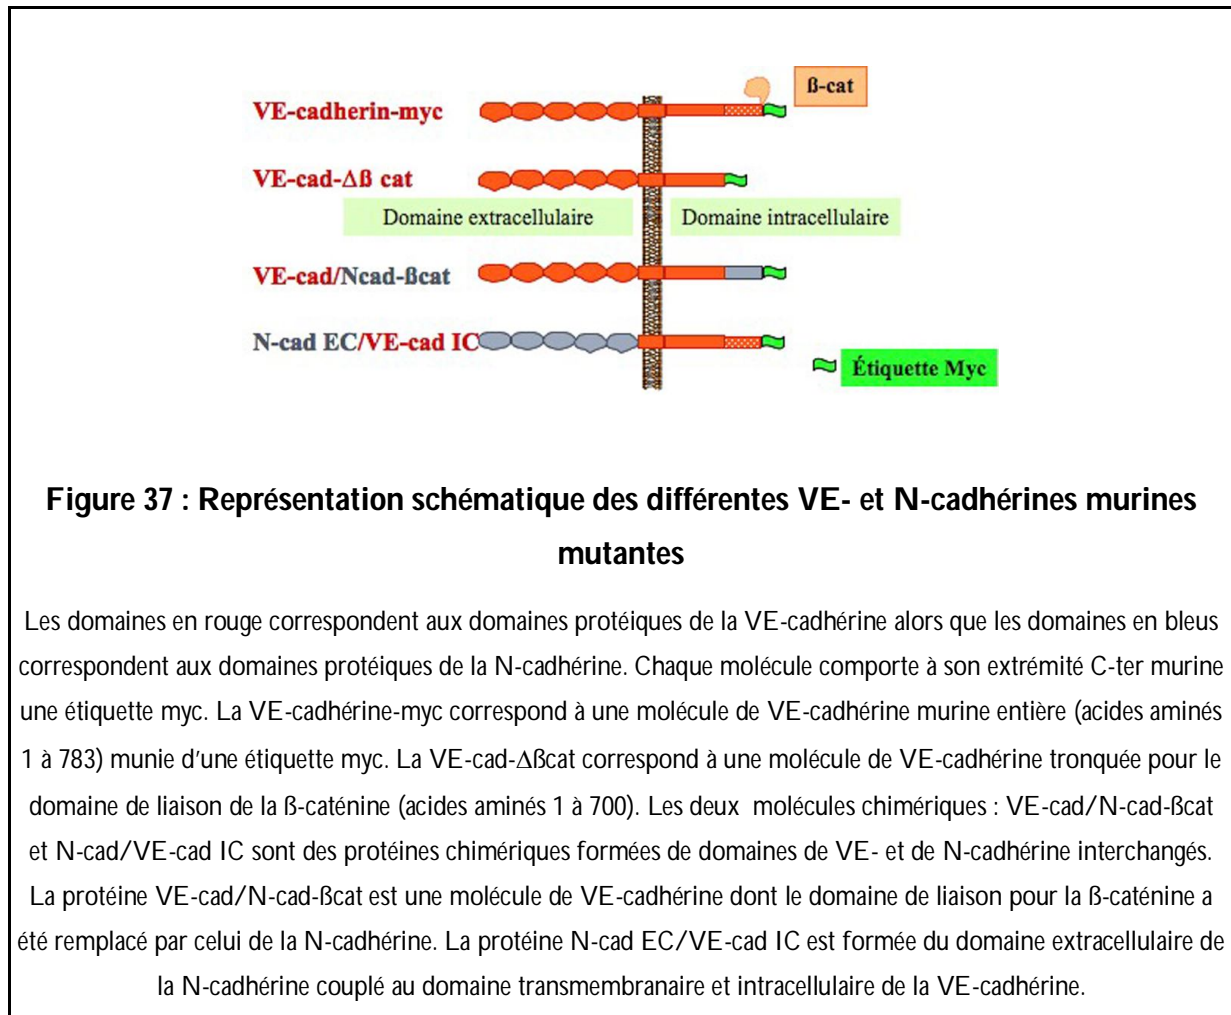 ß-cat
VE-cadherin-myc
VE-cad-Δß cat
Domaine extracellulaire
Domaine intracellulaire
VE-cad/Ncad-ßcat
N-cad EC/VE-cad IC
Étiquette Myc
Figure 37 : Représentation schématique des différentes VE- et N-cadhérines murines
mutantes
Les domaines en rouge correspondent aux domaines protéiques de la VE-cadhérine alors que les domaines en bleus
correspondent aux domaines protéiques de la N-cadhérine. Chaque molécule comporte à son extrémité C-ter murine
une étiquette myc. La VE-cadhérine-myc correspond à une molécule de VE-cadhérine murine entière (acides aminés
1 à 783) munie d'une étiquette myc. La VE-cad-Δßcat correspond à une molécule de VE-cadhérine tronquée pour le
domaine de liaison de la ß-caténine (acides aminés 1 à 700). Les deux molécules chimériques : VE-cad/N-cad-ßcat
et N-cad/VE-cad IC sont des protéines chimériques formées de domaines de VE- et de N-cadhérine interchangés.
La protéine VE-cad/N-cad-ßcat est une molécule de VE-cadhérine dont le domaine de liaison pour la ß-caténine a
été remplacé par celui de la N-cadhérine. La protéine N-cad EC/VE-cad IC est formée du domaine extracellulaire de
la N-cadhérine couplé au domaine transmembranaire et intracellulaire de la VE-cadhérine.